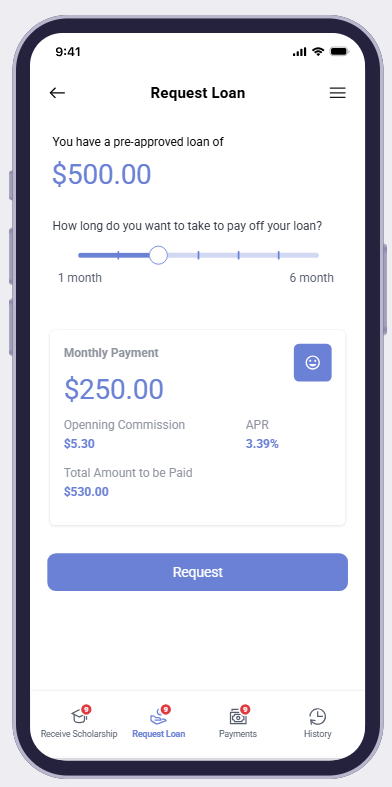 9:41
Request Loan
You have a pre-approved loan of
$500.00
How long do you want to take to pay off your loan?
1 month 6 month
Monthly Payment
$250.00
Openning Commission APR
$5.30 3.39%
Total Amount to be Paid
$530.00
Request
9 9 9
Receive Scholarship Request Loan Payments History